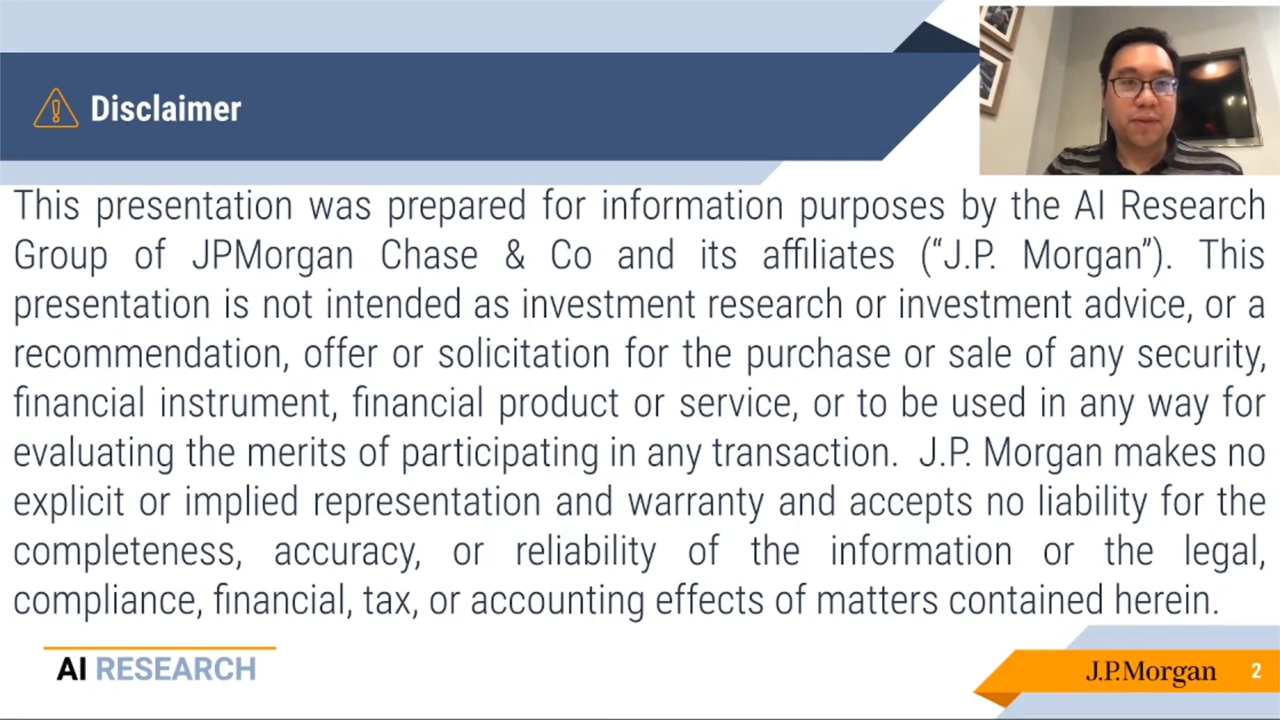 Disclaimer
This presentation was prepared for information purposes by the AI Research
Group of JPMorgan Chase & Co and its affiliates (“J.P. Morgan”). This
presentation is not intended as investment research or investment advice, or a
recommendation, offer or solicitation for the purchase or sale of any security,
financial instrument, financial product or service, or to be used in any way for
evaluating the merits of participating in any transaction.  J.P. Morgan makes no
explicit or implied representation and warranty and accepts no liability for the
completeness, accuracy, or reliability of the information or the legal,
compliance, financial, tax, or accounting effects of matters contained herein.
AI RESEARCH
J.P.Morgan 2